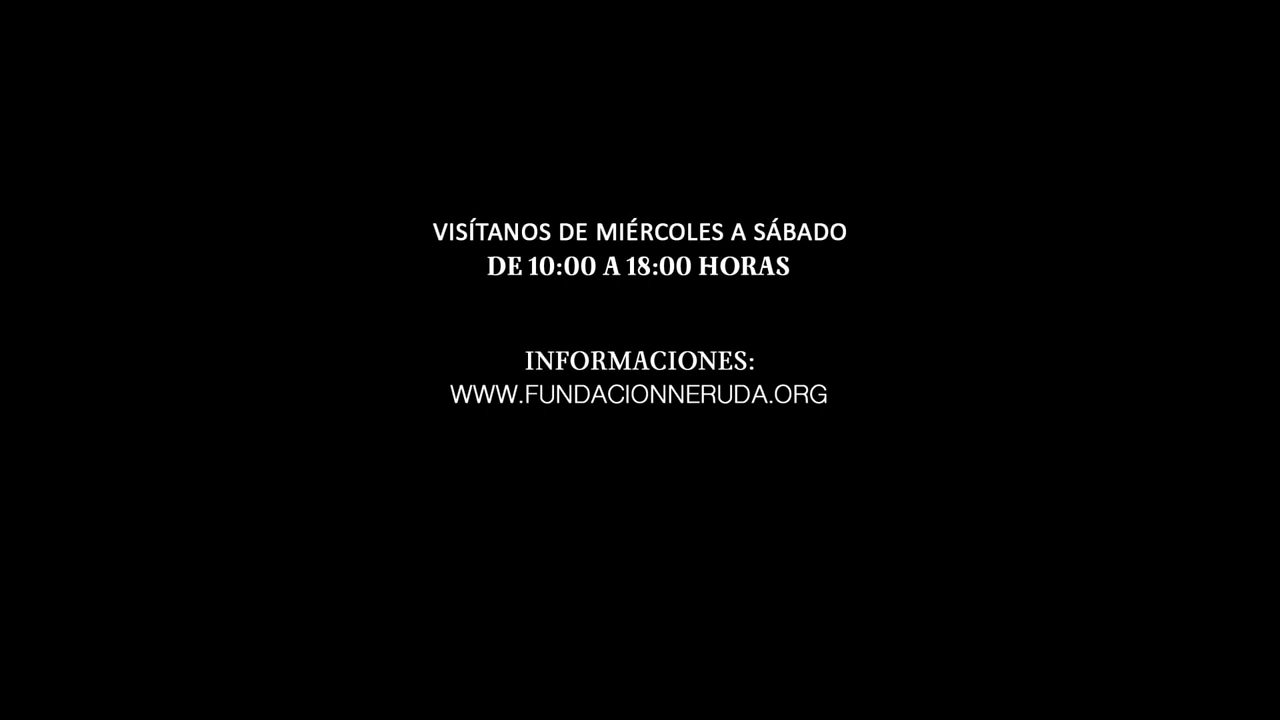 VISÍTANOS DE MIÉRCOLES A SÁBADO
DE 10:00 A 18:00 HORAS
INFORMACIONES:
WWW.FUNDACIONNERUDA.ORG